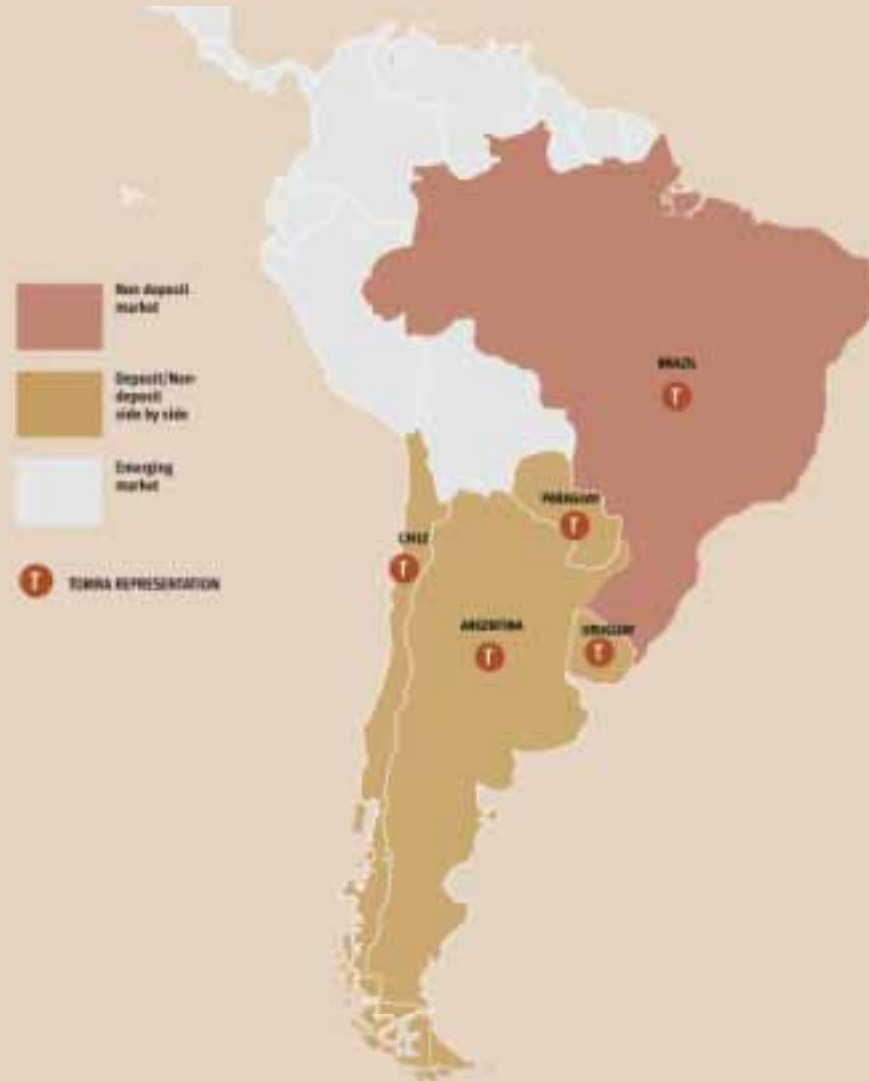 Non deposit
market
BRAZIL
Deposit/Non-
deposit
side by side
Emerging
market
PARAGUAY
CHILE
T
TOMRA REPRESENTATION
ARGENTINA
URUGUAY